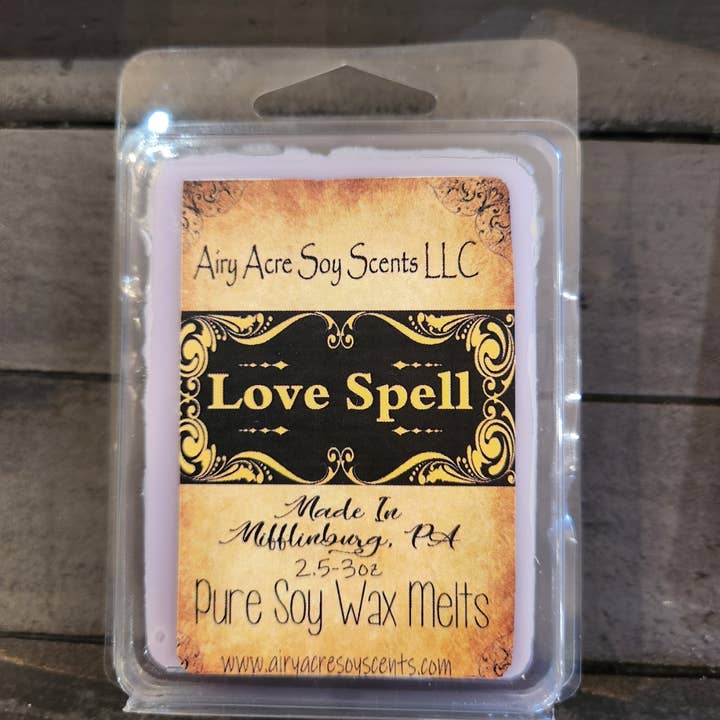 Airy Acre Soy Scents LLC
Love Spell
Made In
Mifflinburg, PA
2.5-3oz
Pure Soy Wax Melts
www.airyacresoyscents.com